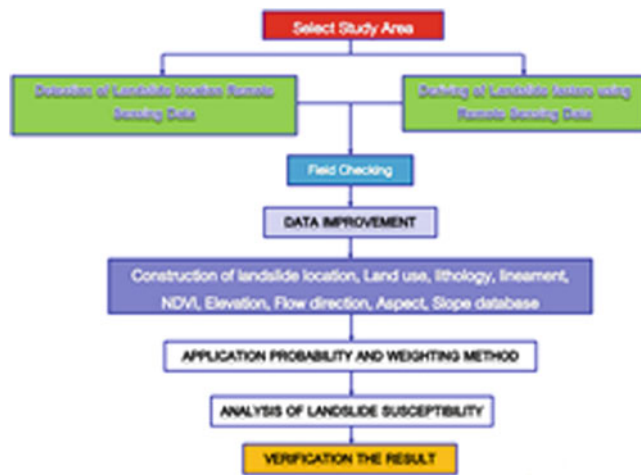 Select Study Area
Detection of Landslide location Remote
Sensing Data
Deriving of Landslide factors using
Remote Sensing Data
Field Checking
DATA IMPROVEMENT
Construction of landslide location, Land use, lithology, lineament,
NDVI, Elevation, Flow direction, Aspect, Slope database
APPLICATION PROBABILITY AND WEIGHTING METHOD
ANALYSIS OF LANDSLIDE SUSCEPTIBILITY
VERIFICATION THE RESULT